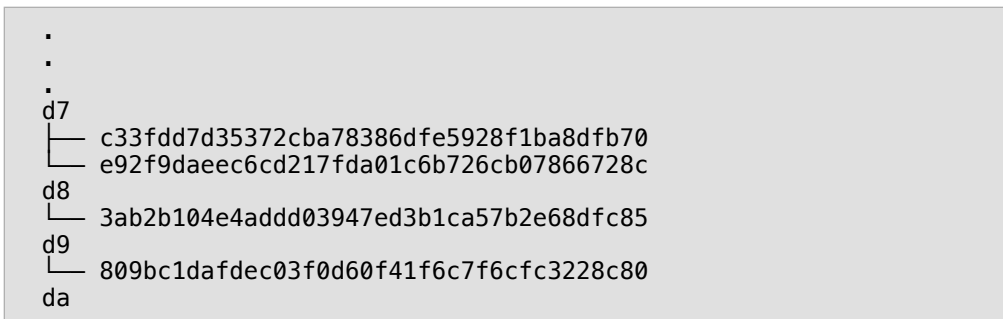 .
.
.
d7
├── c33fdd7d35372cba78386dfe5928f1ba8dfb70
└── e92f9daeec6cd217fda01c6b726cb07866728c
d8
└── 3ab2b104e4addd03947ed3b1ca57b2e68dfc85
d9
└── 809bc1dafdec03f0d60f41f6c7f6cfc3228c80
da